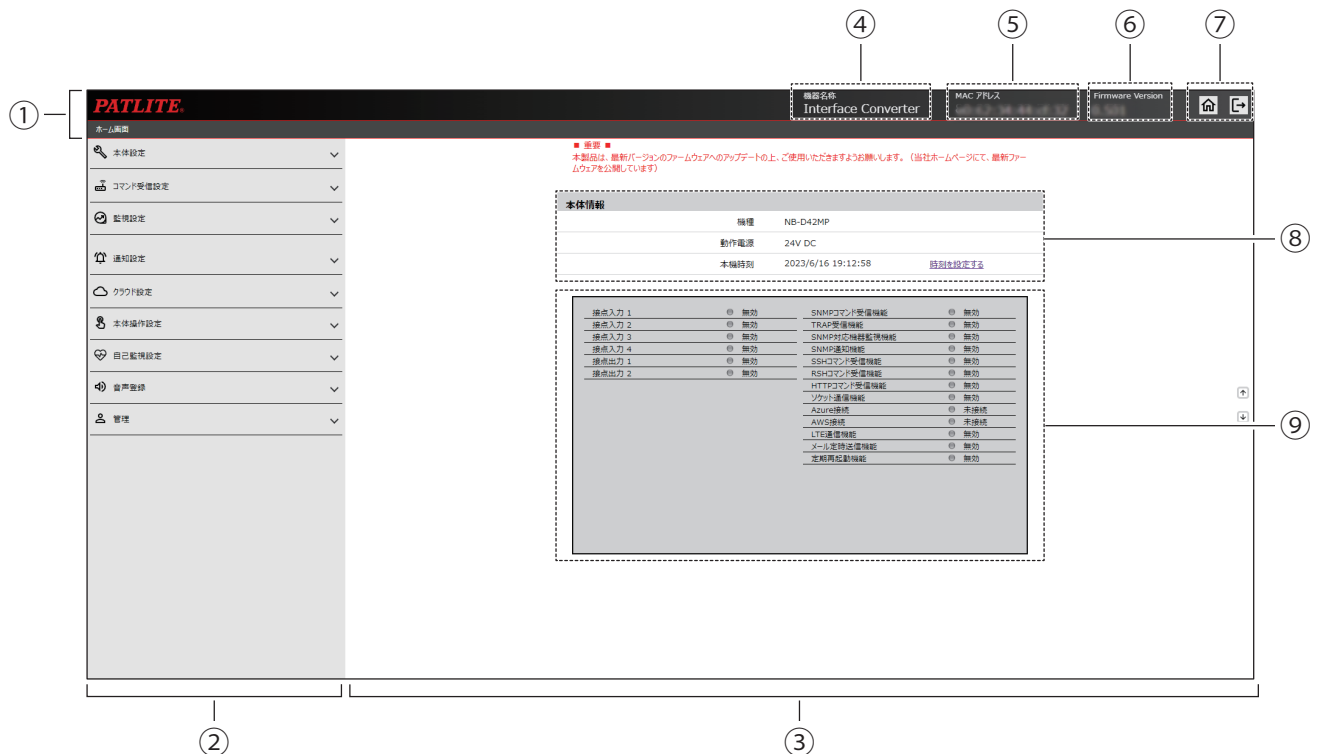 ④ ⑤ ⑥ ⑦
①
PATLITE®
機器名称
Interface Converter
MAC アドレス
Firmware Version
ホーム画面
本体設定
コマンド受信設定
監視設定
通知設定
クラウド設定
本体操作設定
自己監視設定
音声登録
管理
■ 重要 ■
本製品は、最新バージョンのファームウェアへのアップデートの上、ご使用いただきますようお願いします。（当社ホームページにて、最新ファー
ムウェアを公開しています）
本体情報
機種 NB-D42MP
動作電源 24V DC
本機時刻 2023/6/16 19:12:58 時刻を設定する
⑧
接点入力 1 無効
接点入力 2 無効
接点入力 3 無効
接点入力 4 無効
接点出力 1 無効
接点出力 2 無効
SNMPコマンド受信機能 無効
TRAP受信機能 無効
SNMP対応機器監視機能 無効
SNMP通知機能 無効
SSHコマンド受信機能 無効
RSHコマンド受信機能 無効
HTTPコマンド受信機能 無効
ソケット通信機能 無効
Azure接続 未接続
AWS接続 未接続
LTE通信機能 無効
メール定時送信機能 無効
定期再起動機能 無効
⑨
② ③